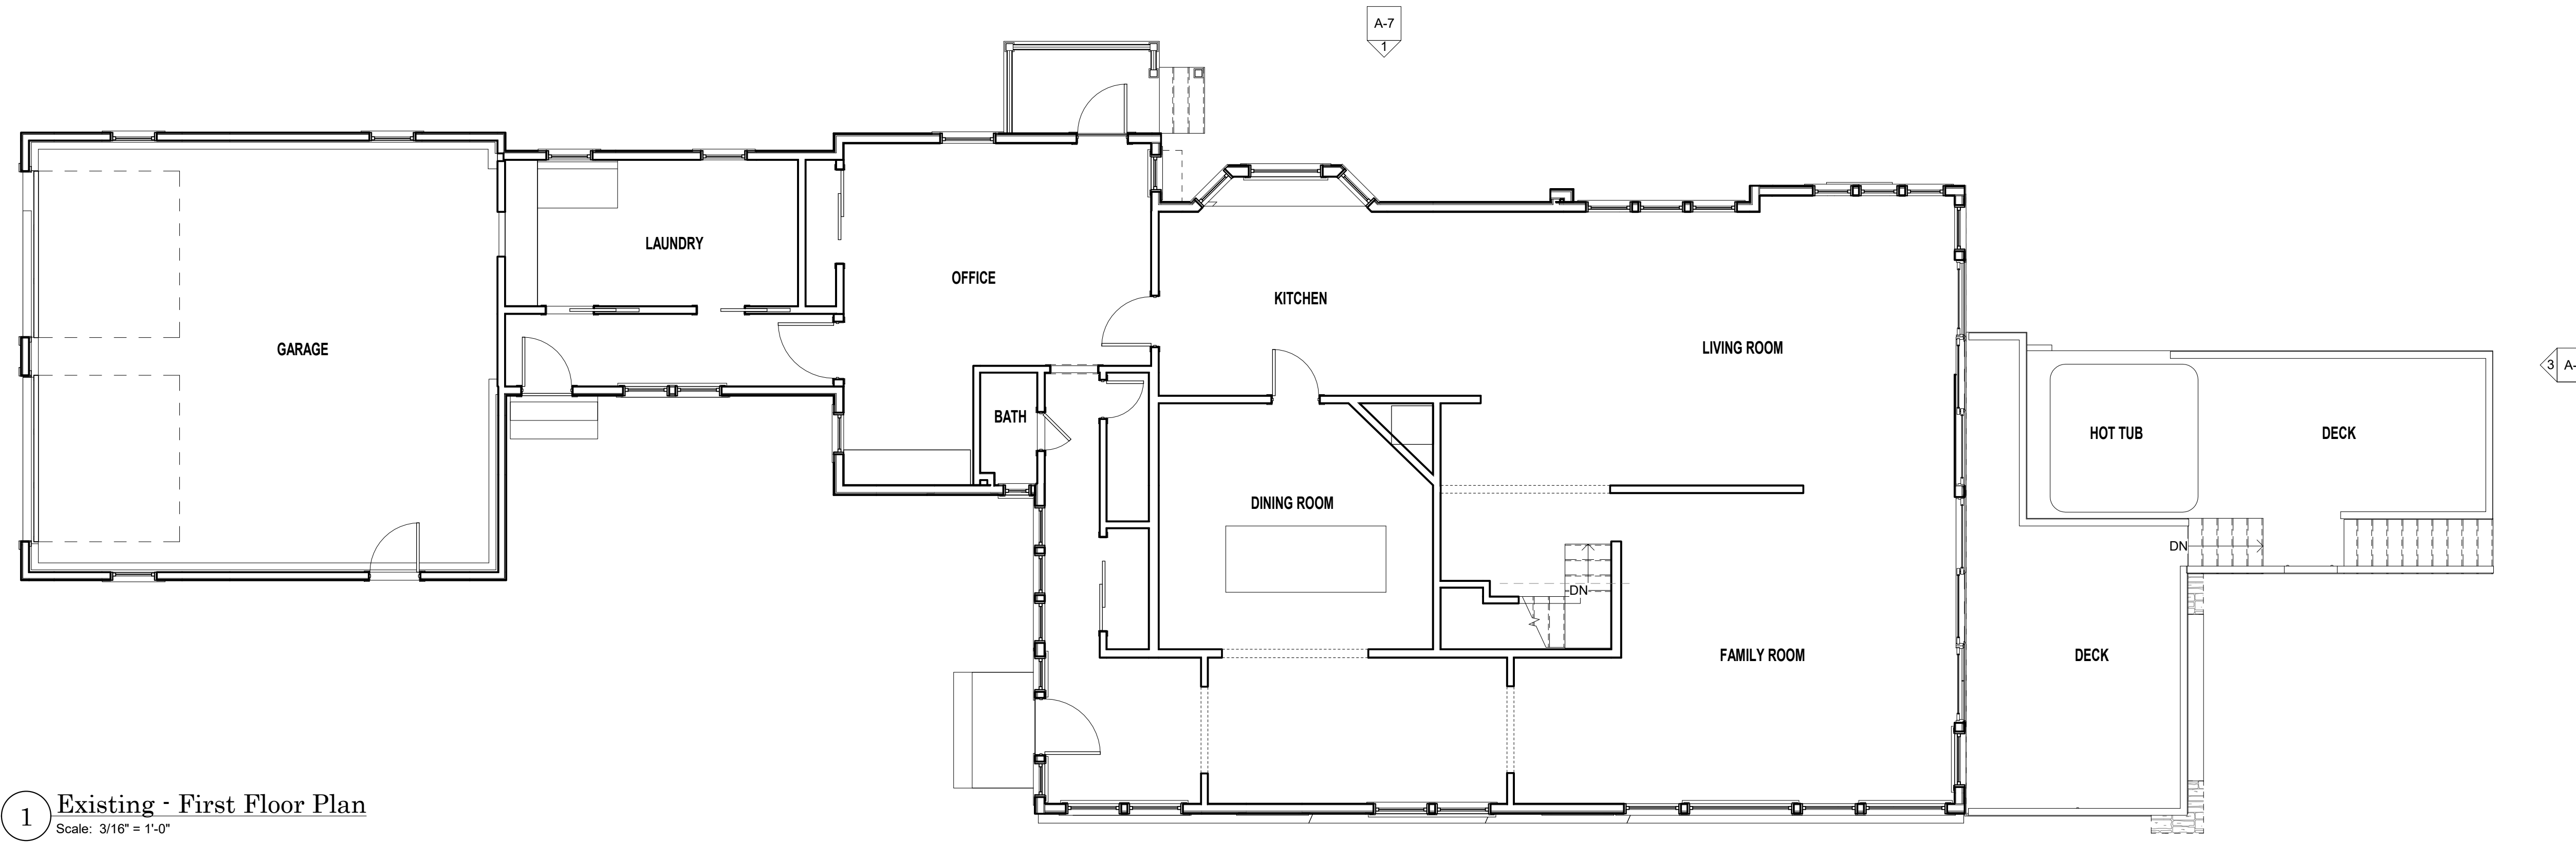 A-7
1
LAUNDRY
OFFICE
KITCHEN
GARAGE
LIVING ROOM
3 A-
BATH
HOT TUB
DECK
DINING ROOM
DN
DN
FAMILY ROOM
DECK
1 Existing - First Floor Plan
Scale: 3/16" = 1'-0"